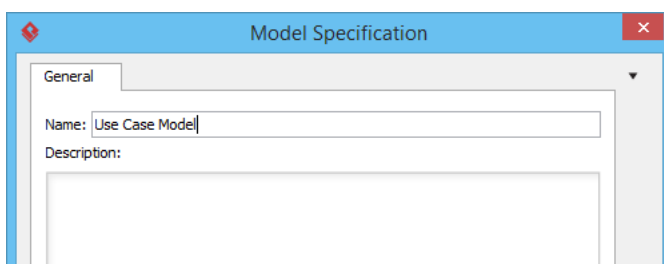 Model Specification
General
Name: Use Case Model
Description: